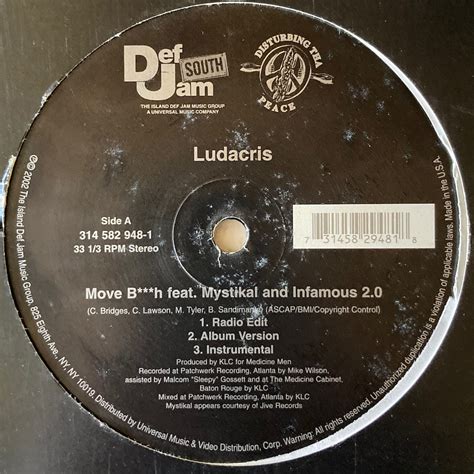 Def Jam SOUTH
THE ISLAND DEF JAM MUSIC GROUP
A UNIVERSAL MUSIC COMPANY
DISTURBING THA
PEACE
Ludacris
Side A
314 582 948-1
33 1/3 RPM Stereo
7 31458 29481 8
Move B***h feat. Mystikal and Infamous 2.0
(C. Bridges, C. Lawson, M. Tyler, B. Sandimanie) (ASCAP/BMI/Copyright Control)
1. Radio Edit
2. Album Version
3. Instrumental
Produced by KLC for Medicine Men
Recorded at Patchwerk Recording, Atlanta by Mike Wilson,
assisted by Malcom "Sleepy" Gossett and at The Medicine Cabinet,
Baton Rouge by KLC
Mixed at Patchwerk Recording, Atlanta by KLC
Mystikal appears courtesy of Jive Records
℗© 2002 The Island Def Jam Music Group, 825 Eighth Ave., NY, NY 10019. Distributed by Universal Music & Video Distribution, Corp. Warning: All rights reserved. Unauthorized duplication is a violation of applicable laws. Made in the U.S.A.